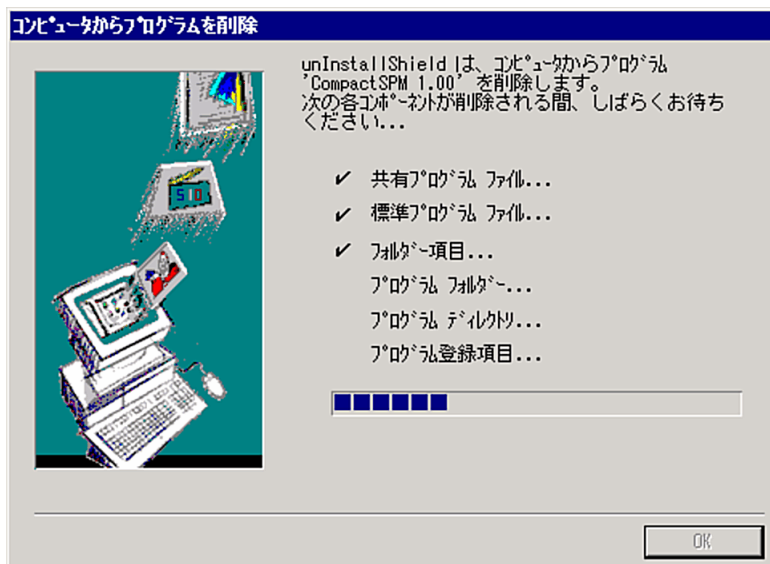 コンピュータからプログラムを削除
unInstallShield は、コンピュータからプログラム
'CompactSPM 1.00' を削除します。
次の各コンポーネントが削除される間、しばらくお待ち
ください...
✔ 共有プログラム ファイル...
✔ 標準プログラム ファイル...
✔ フォルダー項目...
プログラム フォルダー...
プログラム ディレクトリ...
プログラム登録項目...
OK